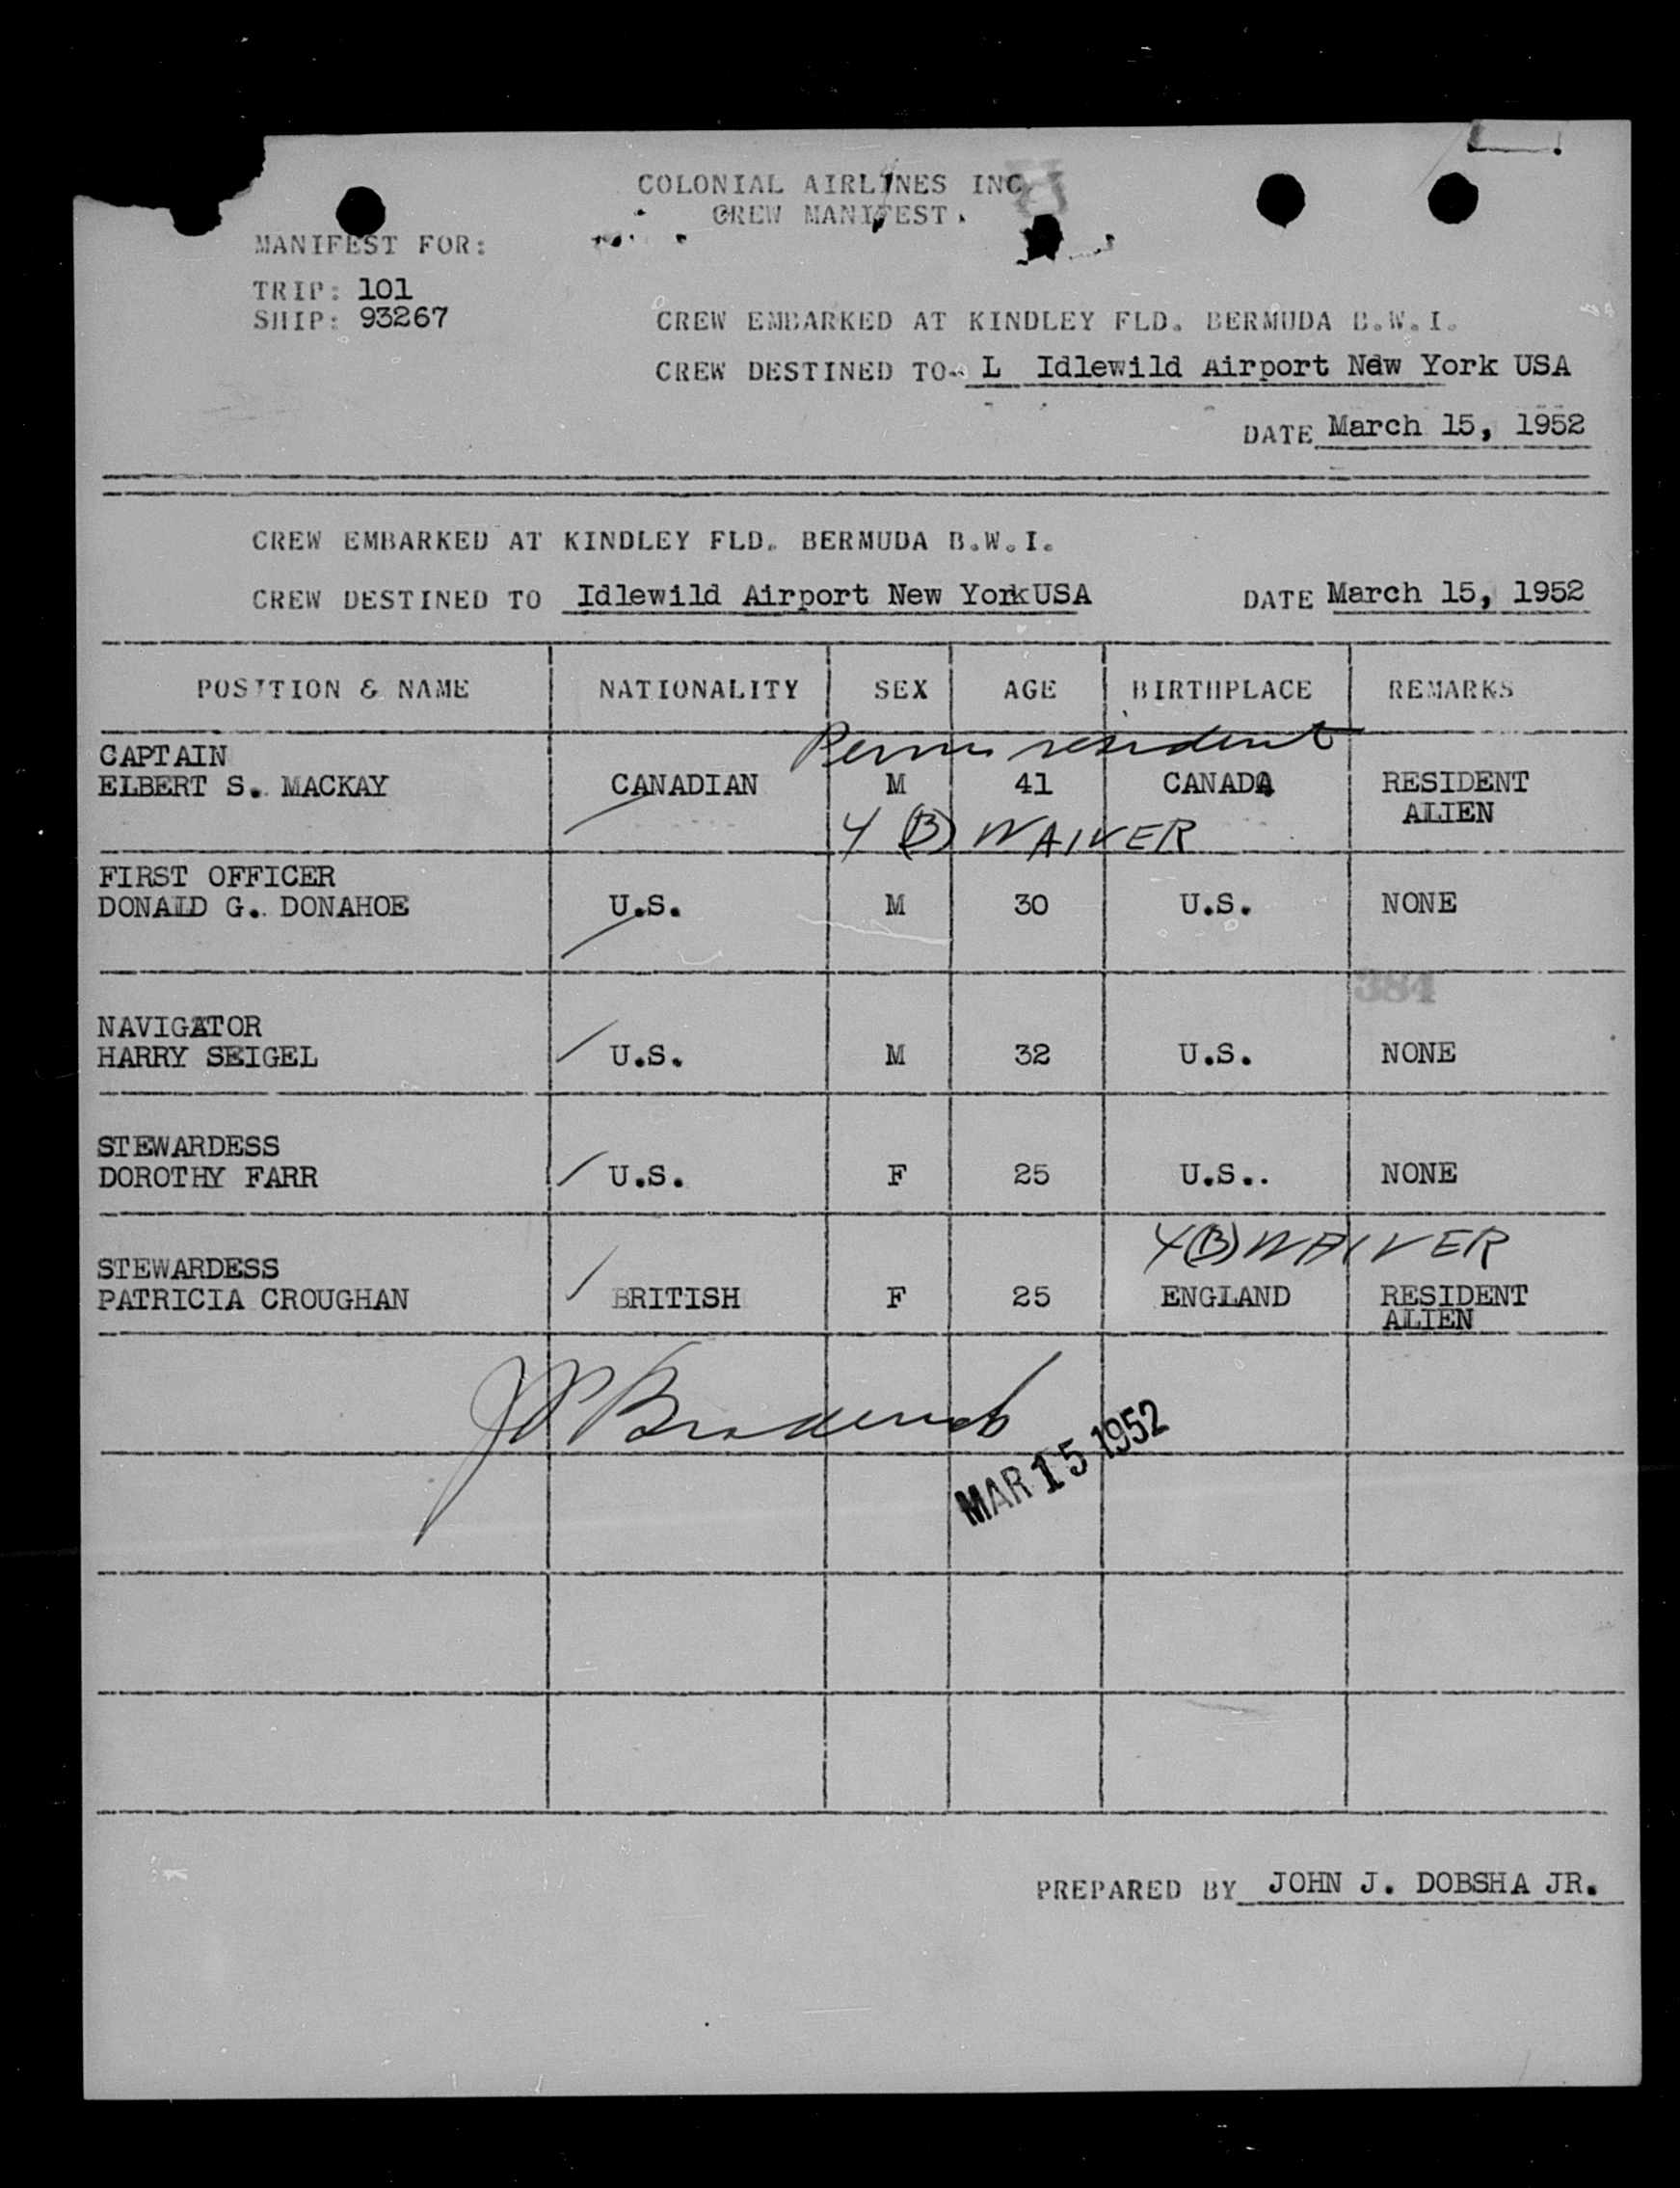 COLONIAL AIRLINES INC
CREW MANIFEST.
MANIFEST FOR:
TRIP: 101
SHIP: 93267
CREW EMBARKED AT KINDLEY FLD. BERMUDA B.W.I.
CREW DESTINED TO- L Idlewild Airport New York USA
DATE March 15, 1952
CREW EMBARKED AT KINDLEY FLD. BERMUDA B.W.I.
CREW DESTINED TO Idlewild Airport New York USA DATE March 15, 1952
POSITION & NAME NATIONALITY SEX AGE BIRTHPLACE REMARKS
resident
CAPTAIN
ELBERT S. MACKAY CANADIAN M 41 CANADA RESIDENT
ALIEN
4 (B) WAIVER
FIRST OFFICER
DONALD G. DONAHOE U.S. M 30 U.S. NONE
384
NAVIGATOR
HARRY SEIGEL U.S. M 32 U.S. NONE
STEWARDESS
DOROTHY FARR U.S. F 25 U.S.. NONE
4(B) WAIVER
STEWARDESS
PATRICIA CROUGHAN BRITISH F 25 ENGLAND RESIDENT
ALIEN
MAR 15 1952
PREPARED BY JOHN J. DOBSHA JR.